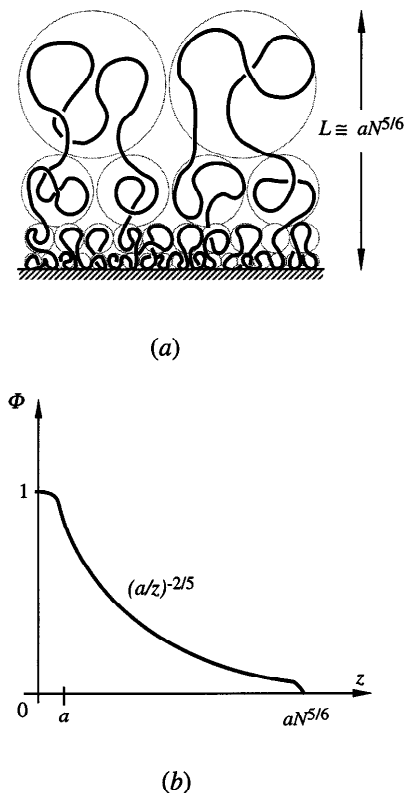 L ≅ aN^{5/6}
(a)
Φ
1
(a/z)^{-2/5}
z
0
a
aN^{5/6}
(b)